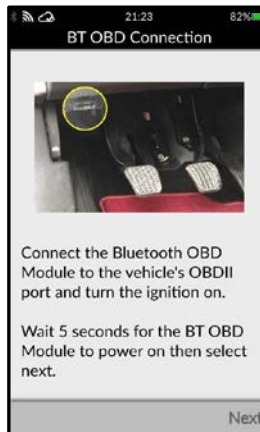 21:23
82%
BT OBD Connection
Connect the Bluetooth OBD
Module to the vehicle's OBDII
port and turn the ignition on.
Wait 5 seconds for the BT OBD
Module to power on then select
next.
Next